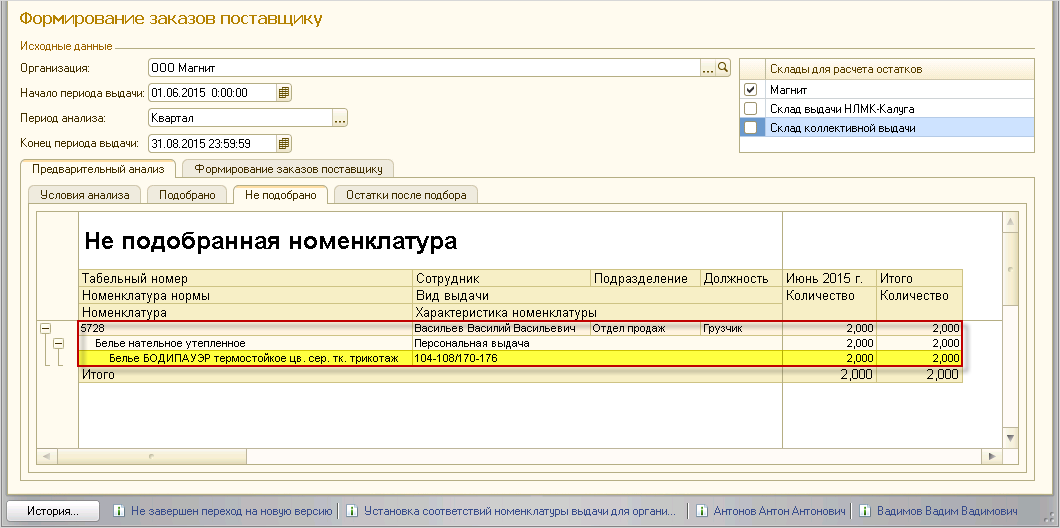 Формирование заказов поставщику
Исходные данные
Организация: ООО Магнит ...
Начало периода выдачи: 01.06.2015 0:00:00
Период анализа: Квартал ...
Конец периода выдачи: 31.08.2015 23:59:59
Склады для расчета остатков
Магнит
Склад выдачи НЛМК-Калуга
Склад коллективной выдачи
Предварительный анализ Формирование заказов поставщику
Условия анализа Подобрано Не подобрано Остатки после подбора
Не подобранная номенклатура
Табельный номер Сотрудник Подразделение Должность Июнь 2015 г. Итого
Номенклатура нормы Вид выдачи Количество Количество
Номенклатура Характеристика номенклатуры
5728 Васильев Василий Васильевич Отдел продаж Грузчик 2,000 2,000
Белье нательное утепленное Персональная выдача 2,000 2,000
Белье БОДИПАУЭР термостойкое цв. сер. тк. трикотаж 104-108/170-176 2,000 2,000
Итого 2,000 2,000
История... Не завершен переход на новую версию Установка соответствий номенклатуры выдачи для органи... Антонов Антон Антонович Вадимов Вадим Вадимович